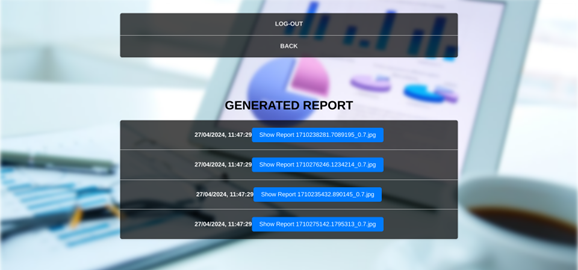 LOG-OUT
BACK
GENERATED REPORT
27/04/2024, 11:47:29 Show Report 1710238281.7089195_0.7.jpg
27/04/2024, 11:47:29 Show Report 1710276246.1234214_0.7.jpg
27/04/2024, 11:47:29 Show Report 1710235432.890145_0.7.jpg
27/04/2024, 11:47:29 Show Report 1710275142.1795313_0.7.jpg